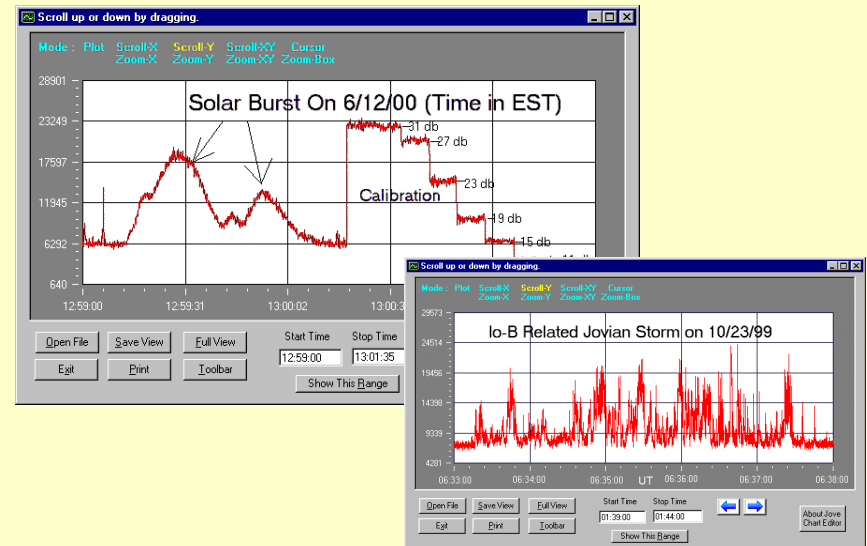 Scroll up or down by dragging.
Mode : Plot Scroll-X Scroll-Y Scroll-XY Cursor
Zoom-X Zoom-Y Zoom-XY Zoom-Box
28901
Solar Burst On 6/12/00 (Time in EST)
23249
31 db
27 db
17597
23 db
Calibration
11945
19 db
6292
15 db
640
12:59:00 12:59:31 13:00:02
Open File Save View Full View
Start Time Stop Time
12:59:00 13:01:35
Exit Print Toolbar
Show This Range
Scroll up or down by dragging.
Mode : Plot Scroll-X Scroll-Y Scroll-XY Cursor
Zoom-X Zoom-Y Zoom-XY Zoom-Box
29573
Io-B Related Jovian Storm on 10/23/99
24514
19456
14398
9339
4281
06:33:00 06:34:00 06:35:00 UT 06:36:00 06:37:00 06:38:00
Open File Save View Full View
Start Time Stop Time
01:39:00 01:44:00
Exit Print Toolbar
Show This Range
About Jove
Chart Editor